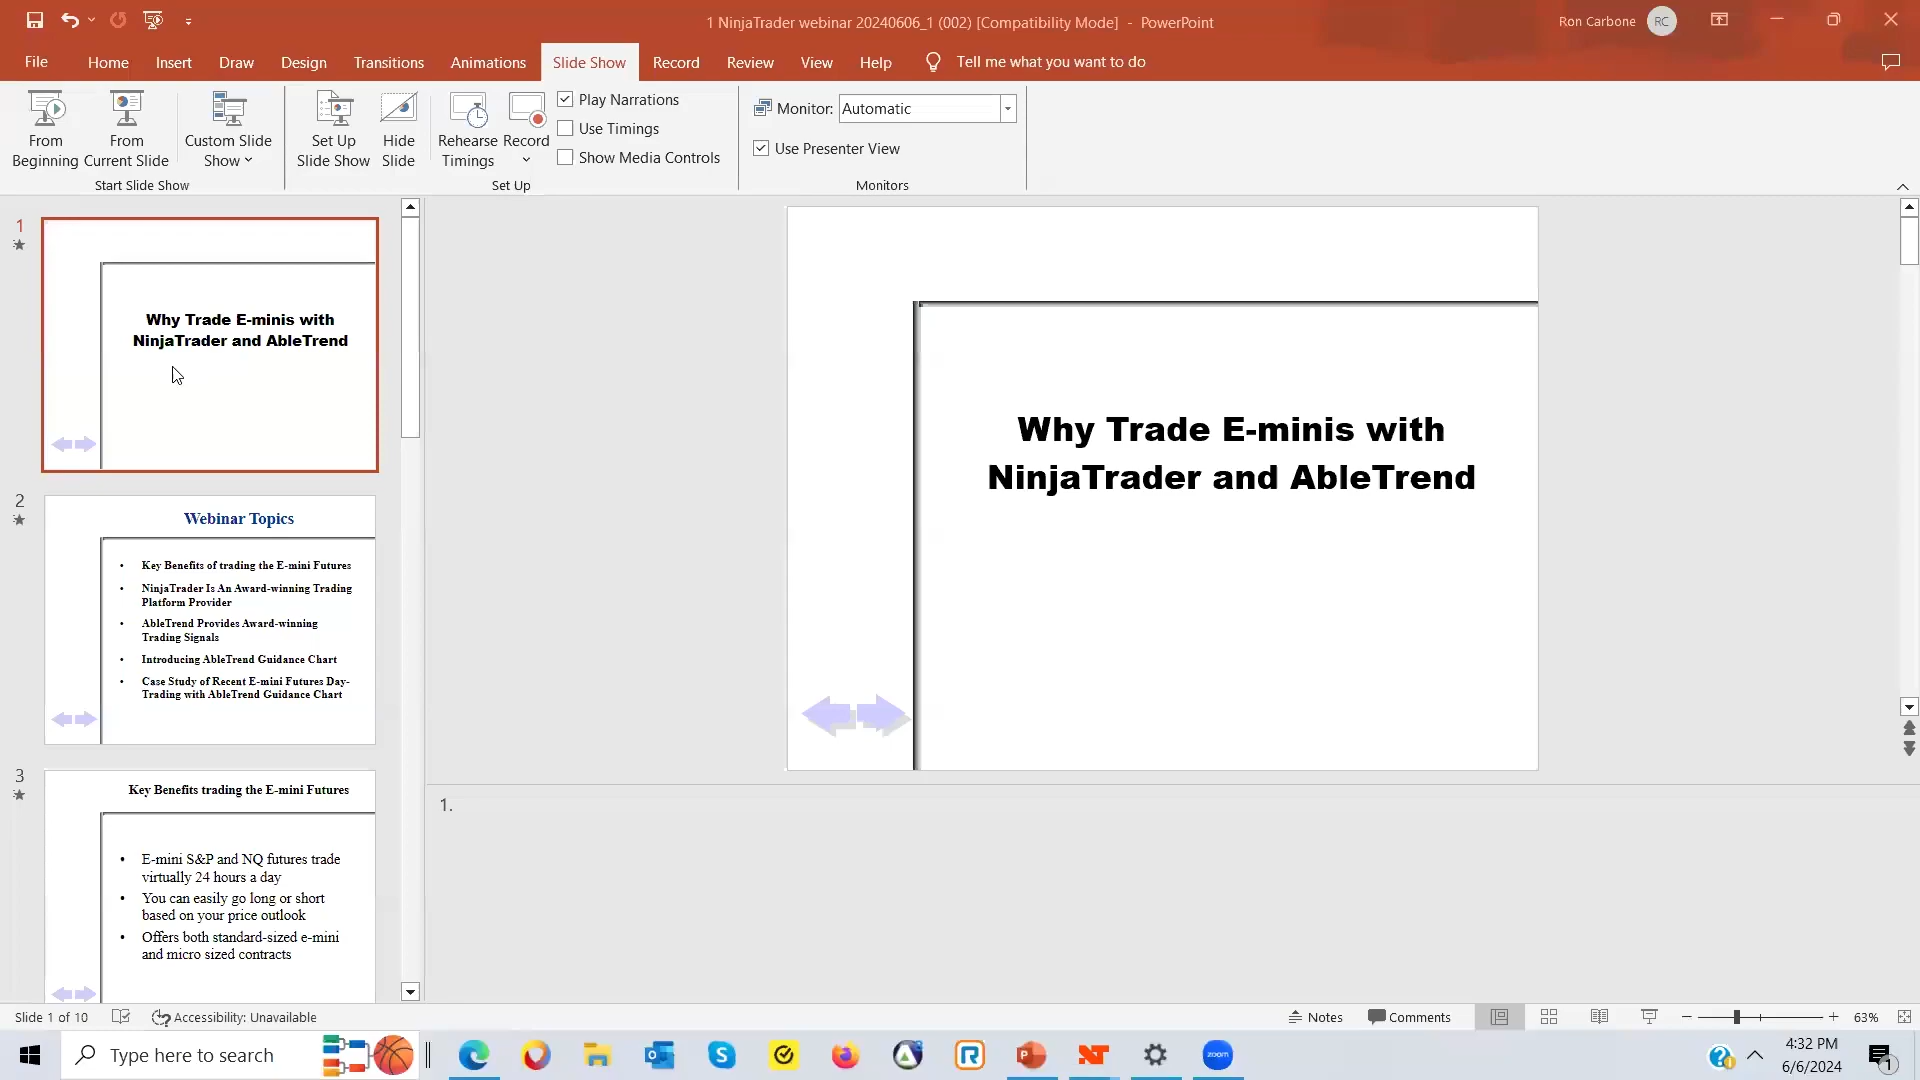 1 NinjaTrader webinar 20240606_1 (002) [Compatibility Mode] - PowerPoint
Ron Carbone
RC
File
Home
Insert
Draw
Design
Transitions
Animations
Slide Show
Record
Review
View
Help
Tell me what you want to do
From
Beginning
From
Current Slide
Custom Slide
Show
Start Slide Show
Set Up
Slide Show
Hide
Slide
Rehearse
Timings
Record
Play Narrations
Use Timings
Show Media Controls
Set Up
Monitor:
Automatic
Use Presenter View
Monitors
1
Why Trade E-minis with
NinjaTrader and AbleTrend
2
Webinar Topics
• Key Benefits of trading the E-mini Futures
• NinjaTrader Is An Award-winning Trading
Platform Provider
• AbleTrend Provides Award-winning
Trading Signals
• Introducing AbleTrend Guidance Chart
• Case Study of Recent E-mini Futures Day-
Trading with AbleTrend Guidance Chart
3
Key Benefits trading the E-mini Futures
• E-mini S&P and NQ futures trade
virtually 24 hours a day
• You can easily go long or short
based on your price outlook
• Offers both standard-sized e-mini
and micro sized contracts
Why Trade E-minis with
NinjaTrader and AbleTrend
1.
Slide 1 of 10
Accessibility: Unavailable
Notes
Comments
63%
Type here to search
zoom
4:32 PM
6/6/2024
1